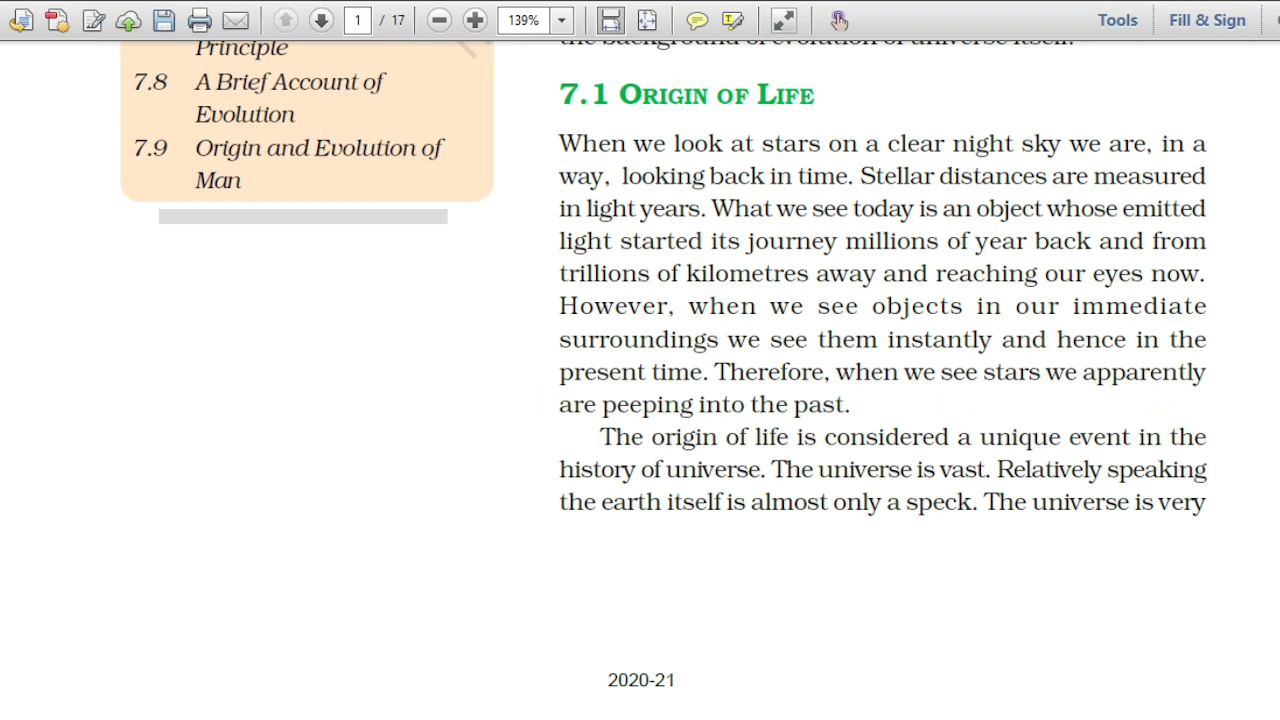 1 / 17
139%
Tools
Fill & Sign
Principle
7.8 A Brief Account of
Evolution
7.9 Origin and Evolution of
Man
the background of evolution of universe itself.
7.1 ORIGIN OF LIFE
When we look at stars on a clear night sky we are, in a
way, looking back in time. Stellar distances are measured
in light years. What we see today is an object whose emitted
light started its journey millions of year back and from
trillions of kilometres away and reaching our eyes now.
However, when we see objects in our immediate
surroundings we see them instantly and hence in the
present time. Therefore, when we see stars we apparently
are peeping into the past.
The origin of life is considered a unique event in the
history of universe. The universe is vast. Relatively speaking
the earth itself is almost only a speck. The universe is very
2020-21